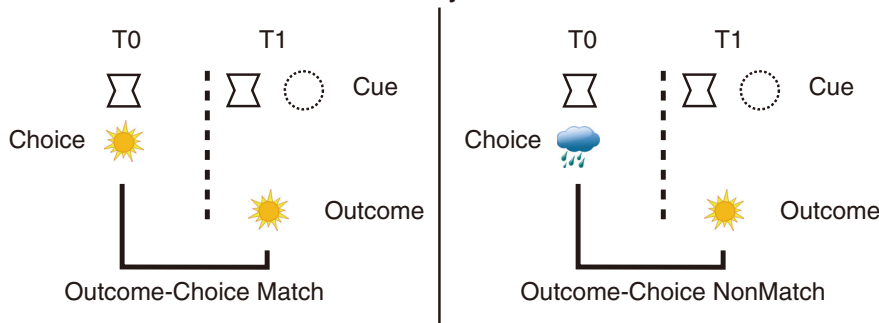 T0 T1
Cue
Choice
Outcome
Outcome-Choice Match
T0 T1
Cue
Choice
Outcome
Outcome-Choice NonMatch